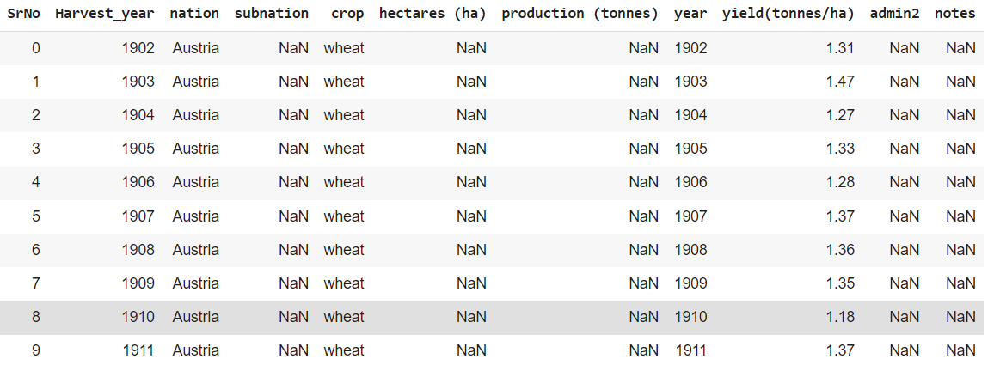 SrNo Harvest_year nation subnation crop hectares (ha) production (tonnes) year yield(tonnes/ha) admin2 notes
0 1902 Austria NaN wheat NaN NaN 1902 1.31 NaN NaN
1 1903 Austria NaN wheat NaN NaN 1903 1.47 NaN NaN
2 1904 Austria NaN wheat NaN NaN 1904 1.27 NaN NaN
3 1905 Austria NaN wheat NaN NaN 1905 1.33 NaN NaN
4 1906 Austria NaN wheat NaN NaN 1906 1.28 NaN NaN
5 1907 Austria NaN wheat NaN NaN 1907 1.37 NaN NaN
6 1908 Austria NaN wheat NaN NaN 1908 1.36 NaN NaN
7 1909 Austria NaN wheat NaN NaN 1909 1.35 NaN NaN
8 1910 Austria NaN wheat NaN NaN 1910 1.18 NaN NaN
9 1911 Austria NaN wheat NaN NaN 1911 1.37 NaN NaN